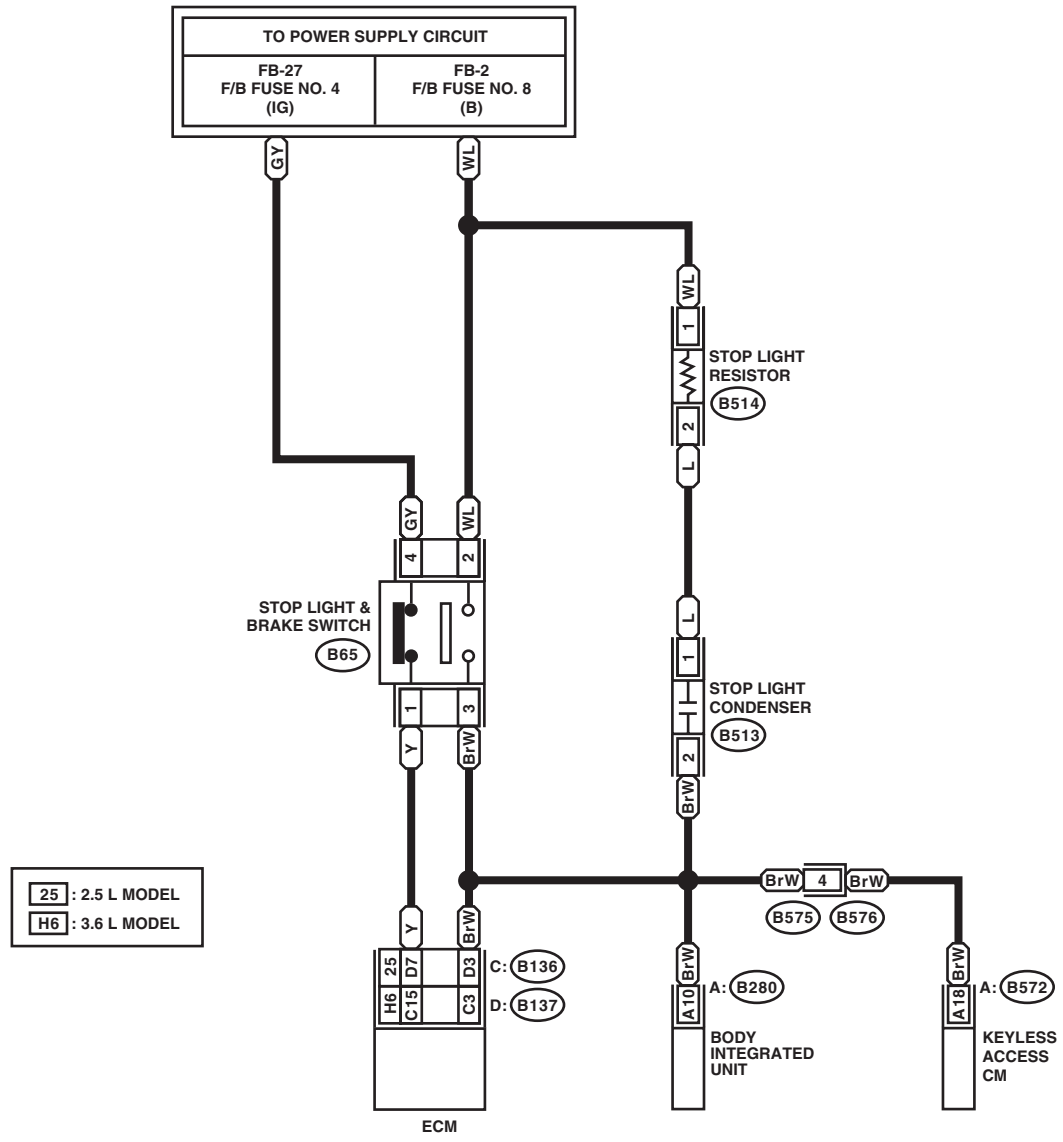 TO POWER SUPPLY CIRCUIT
FB-27
F/B FUSE NO. 4
(IG)
FB-2
F/B FUSE NO. 8
(B)
GY
WL
WL
1
STOP LIGHT
RESISTOR
B514
2
L
GY
WL
4
2
STOP LIGHT &
BRAKE SWITCH
B65
1
3
Y
BrW
L
1
STOP LIGHT
CONDENSER
B513
2
BrW
25 : 2.5 L MODEL
H6 : 3.6 L MODEL
BrW
4
BrW
B575
B576
Y
BrW
25
D7
D3
C: B136
H6
C15
C3
D: B137
ECM
BrW
A10
A: B280
BODY
INTEGRATED
UNIT
BrW
A18
A: B572
KEYLESS
ACCESS
CM